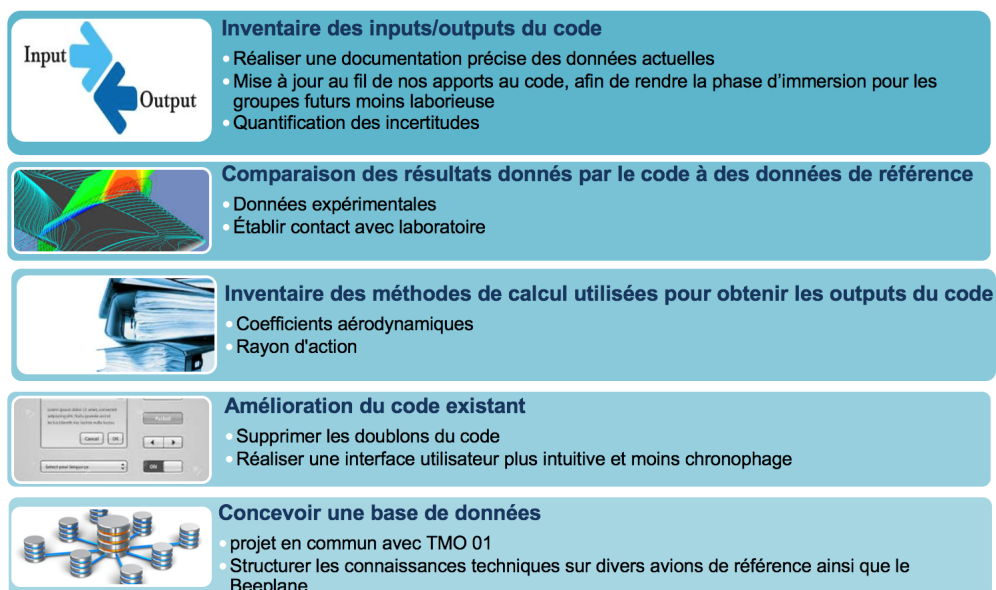 Input
Output
Inventaire des inputs/outputs du code
Réaliser une documentation précise des données actuelles
Mise à jour au fil de nos apports au code, afin de rendre la phase d'immersion pour les
groupes futurs moins laborieuse
Quantification des incertitudes
Comparaison des résultats donnés par le code à des données de référence
Données expérimentales
Établir contact avec laboratoire
Inventaire des méthodes de calcul utilisées pour obtenir les outputs du code
Coefficients aérodynamiques
Rayon d'action
Cancel
OK
ON
Amélioration du code existant
Supprimer les doublons du code
Réaliser une interface utilisateur plus intuitive et moins chronophage
Concevoir une base de données
projet en commun avec TMO 01
Structurer les connaissances techniques sur divers avions de référence ainsi que le
Beeplane